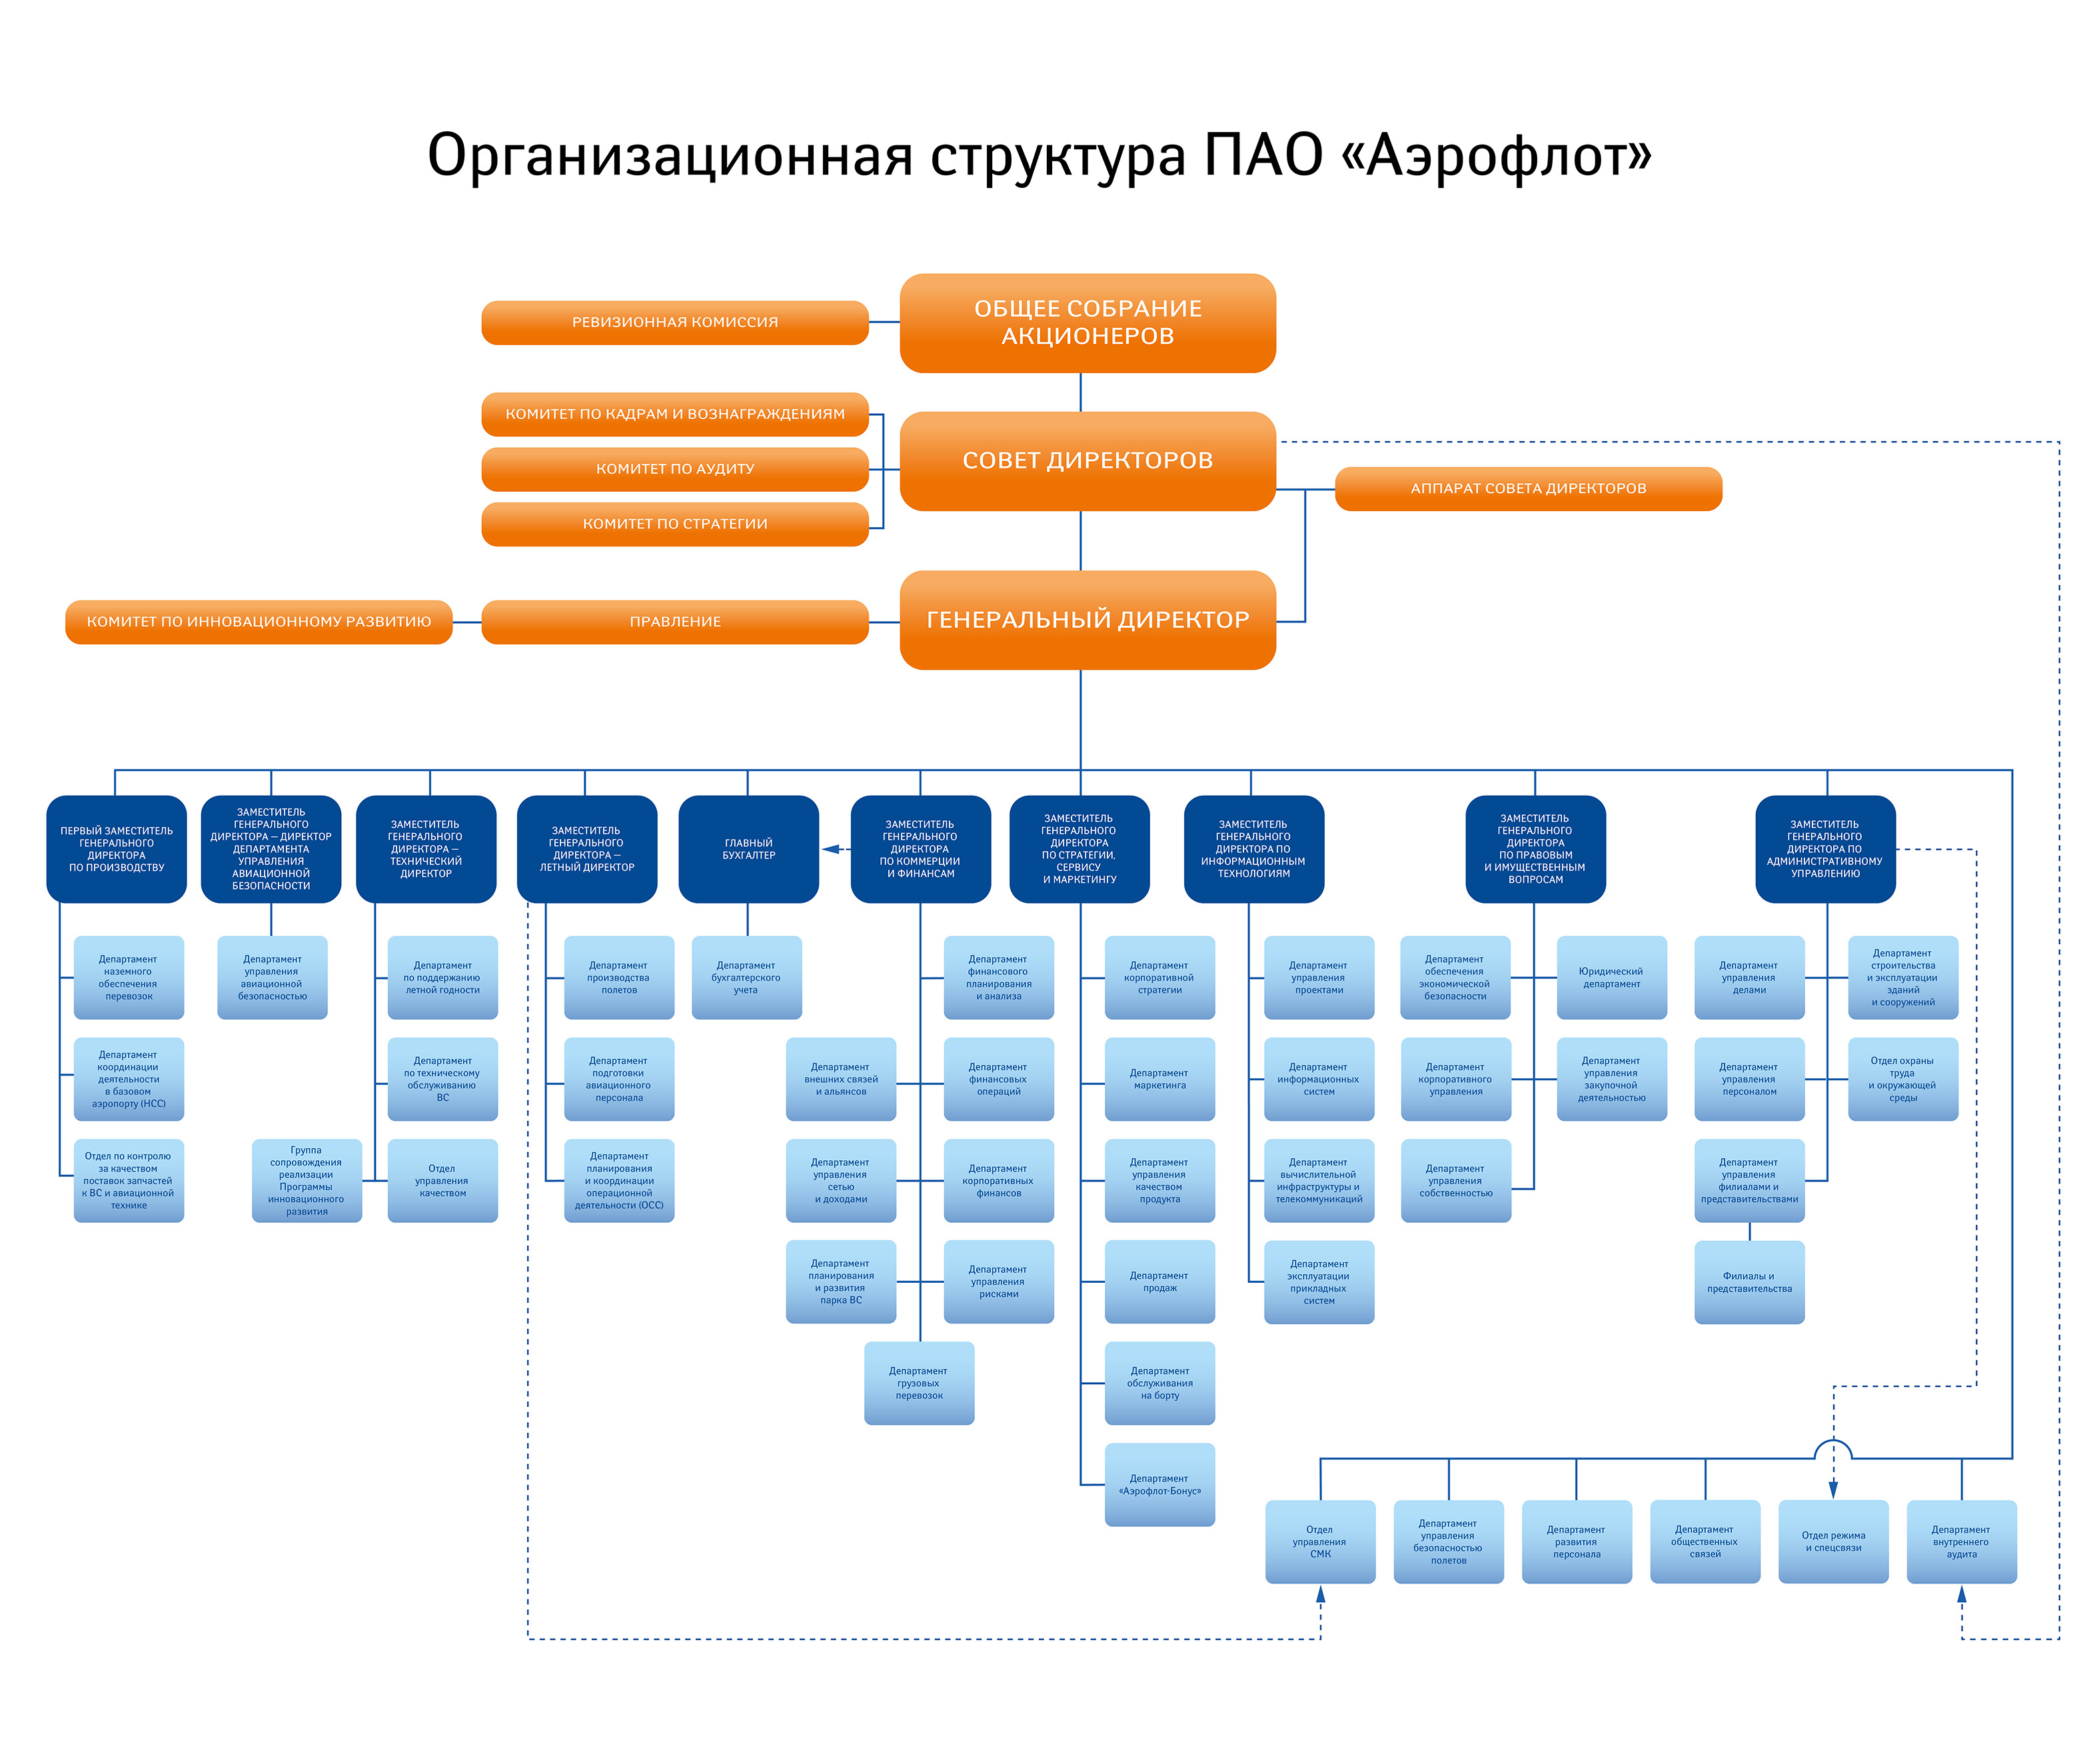 Организационная структура ПАО «Аэрофлот»
ОБЩЕЕ СОБРАНИЕ
АКЦИОНЕРОВ
РЕВИЗИОННАЯ КОМИССИЯ
КОМИТЕТ ПО КАДРАМ И ВОЗНАГРАЖДЕНИЯМ
КОМИТЕТ ПО АУДИТУ
КОМИТЕТ ПО СТРАТЕГИИ
СОВЕТ ДИРЕКТОРОВ
АППАРАТ СОВЕТА ДИРЕКТОРОВ
КОМИТЕТ ПО ИННОВАЦИОННОМУ РАЗВИТИЮ
ПРАВЛЕНИЕ
ГЕНЕРАЛЬНЫЙ ДИРЕКТОР
ПЕРВЫЙ ЗАМЕСТИТЕЛЬ
ГЕНЕРАЛЬНОГО
ДИРЕКТОРА
ПО ПРОИЗВОДСТВУ
ЗАМЕСТИТЕЛЬ
ГЕНЕРАЛЬНОГО
ДИРЕКТОРА — ДИРЕКТОР
ДЕПАРТАМЕНТА
УПРАВЛЕНИЯ
АВИАЦИОННОЙ
БЕЗОПАСНОСТИ
ЗАМЕСТИТЕЛЬ
ГЕНЕРАЛЬНОГО
ДИРЕКТОРА —
ТЕХНИЧЕСКИЙ
ДИРЕКТОР
ЗАМЕСТИТЕЛЬ
ГЕНЕРАЛЬНОГО
ДИРЕКТОРА —
ЛЕТНЫЙ ДИРЕКТОР
ГЛАВНЫЙ
БУХГАЛТЕР
ЗАМЕСТИТЕЛЬ
ГЕНЕРАЛЬНОГО
ДИРЕКТОРА
ПО КОММЕРЦИИ
И ФИНАНСАМ
ЗАМЕСТИТЕЛЬ
ГЕНЕРАЛЬНОГО
ДИРЕКТОРА
ПО СТРАТЕГИИ,
СЕРВИСУ
И МАРКЕТИНГУ
ЗАМЕСТИТЕЛЬ
ГЕНЕРАЛЬНОГО
ДИРЕКТОРА ПО
ИНФОРМАЦИОННЫМ
ТЕХНОЛОГИЯМ
ЗАМЕСТИТЕЛЬ
ГЕНЕРАЛЬНОГО
ДИРЕКТОРА
ПО ПРАВОВЫМ
И ИМУЩЕСТВЕННЫМ
ВОПРОСАМ
ЗАМЕСТИТЕЛЬ
ГЕНЕРАЛЬНОГО
ДИРЕКТОРА ПО
АДМИНИСТРАТИВНОМУ
УПРАВЛЕНИЮ
Департамент
наземного
обеспечения
перевозок
Департамент
координации
деятельности
в базовом
аэропорту (НСС)
Отдел по контролю
за качеством
поставок запчастей
к ВС и авиационной
технике
Департамент
управления
авиационной
безопасностью
Департамент
по поддержанию
летной годности
Департамент
по техническому
обслуживанию
ВС
Группа
сопровождения
реализации
Программы
инновационного
развития
Отдел
управления
качеством
Департамент
производства
полетов
Департамент
подготовки
авиационного
персонала
Департамент
планирования
и координации
операционной
деятельности (ОСС)
Департамент
бухгалтерского
учета
Департамент
финансового
планирования
и анализа
Департамент
внешних связей
и альянсов
Департамент
финансовых
операций
Департамент
управления
сетью
и доходами
Департамент
корпоративных
финансов
Департамент
планирования
и развития
парка ВС
Департамент
управления
рисками
Департамент
грузовых
перевозок
Департамент
корпоративной
стратегии
Департамент
маркетинга
Департамент
управления
качеством
продукта
Департамент
продаж
Департамент
обслуживания
на борту
Департамент
«Аэрофлот-Бонус»
Департамент
управления
проектами
Департамент
информационных
систем
Департамент
вычислительной
инфраструктуры и
телекоммуникаций
Департамент
эксплуатации
прикладных
систем
Департамент
обеспечения
экономической
безопасности
Юридический
департамент
Департамент
корпоративного
управления
Департамент
управления
закупочной
деятельностью
Департамент
управления
собственностью
Департамент
управления
делами
Департамент
строительства
и эксплуатации
зданий
и сооружений
Департамент
управления
персоналом
Отдел охраны
труда
и окружающей
среды
Департамент
управления
филиалами и
представительствами
Филиалы и
представительства
Отдел
управления
СМК
Департамент
управления
безопасностью
полетов
Департамент
развития
персонала
Департамент
общественных
связей
Отдел режима
и спецсвязи
Департамент
внутреннего
аудита